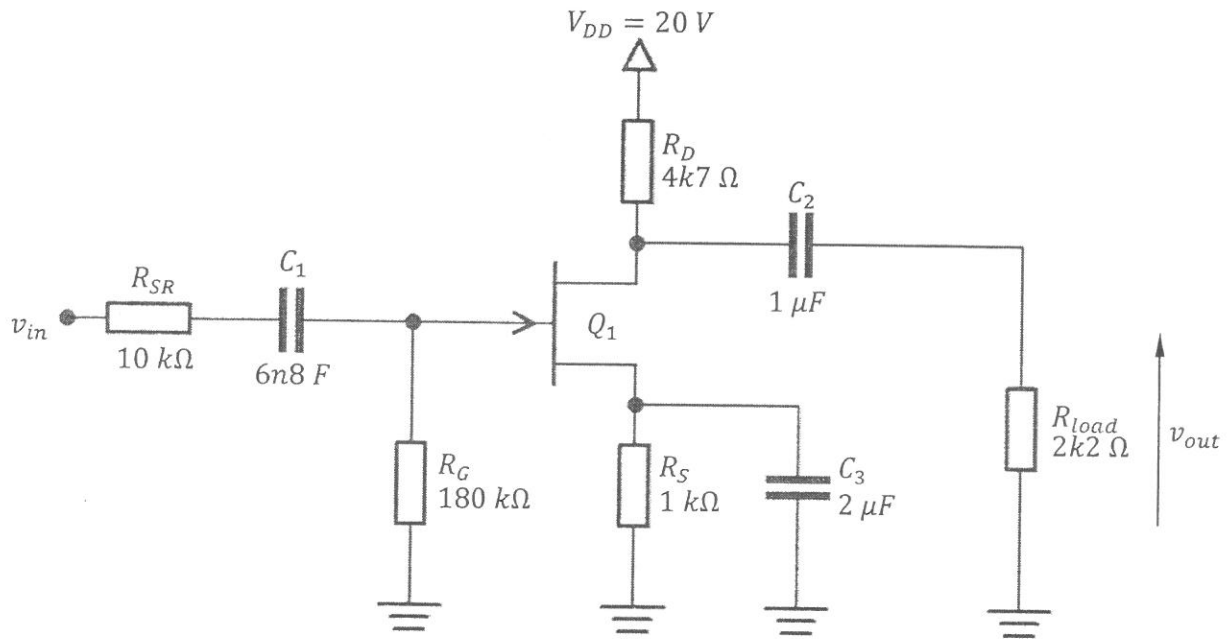 V_DD = 20 V
R_D
4k7 Ω
C_2
1 μF
R_SR
10 kΩ
C_1
6n8 F
v_in
Q_1
R_G
180 kΩ
R_S
1 kΩ
C_3
2 μF
R_load
2k2 Ω
v_out